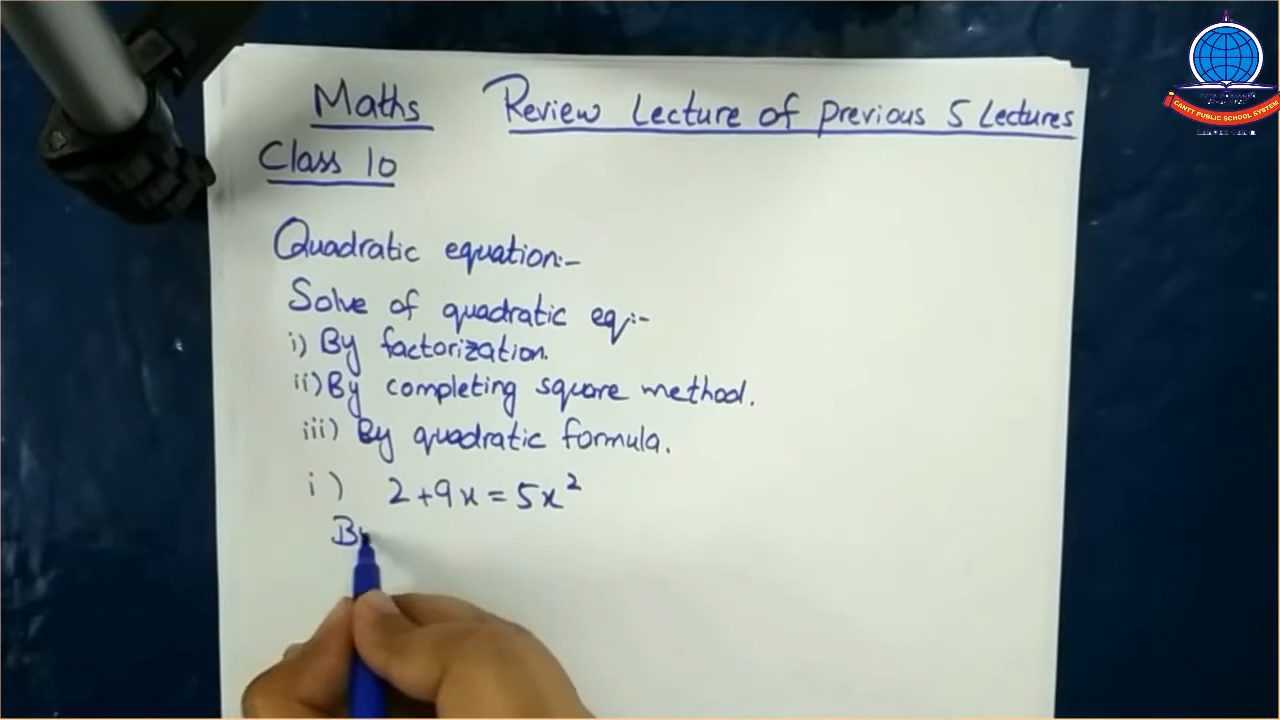 Maths Review Lecture of Previous 5 Lectures
Class 10
Quadratic equation:-
Solve of quadratic eq:-
i) By factorization.
ii) By completing square method.
iii) By quadratic formula.
i) 2+9x=5x²
By
CANTT PUBLIC SCHOOL SYSTEM